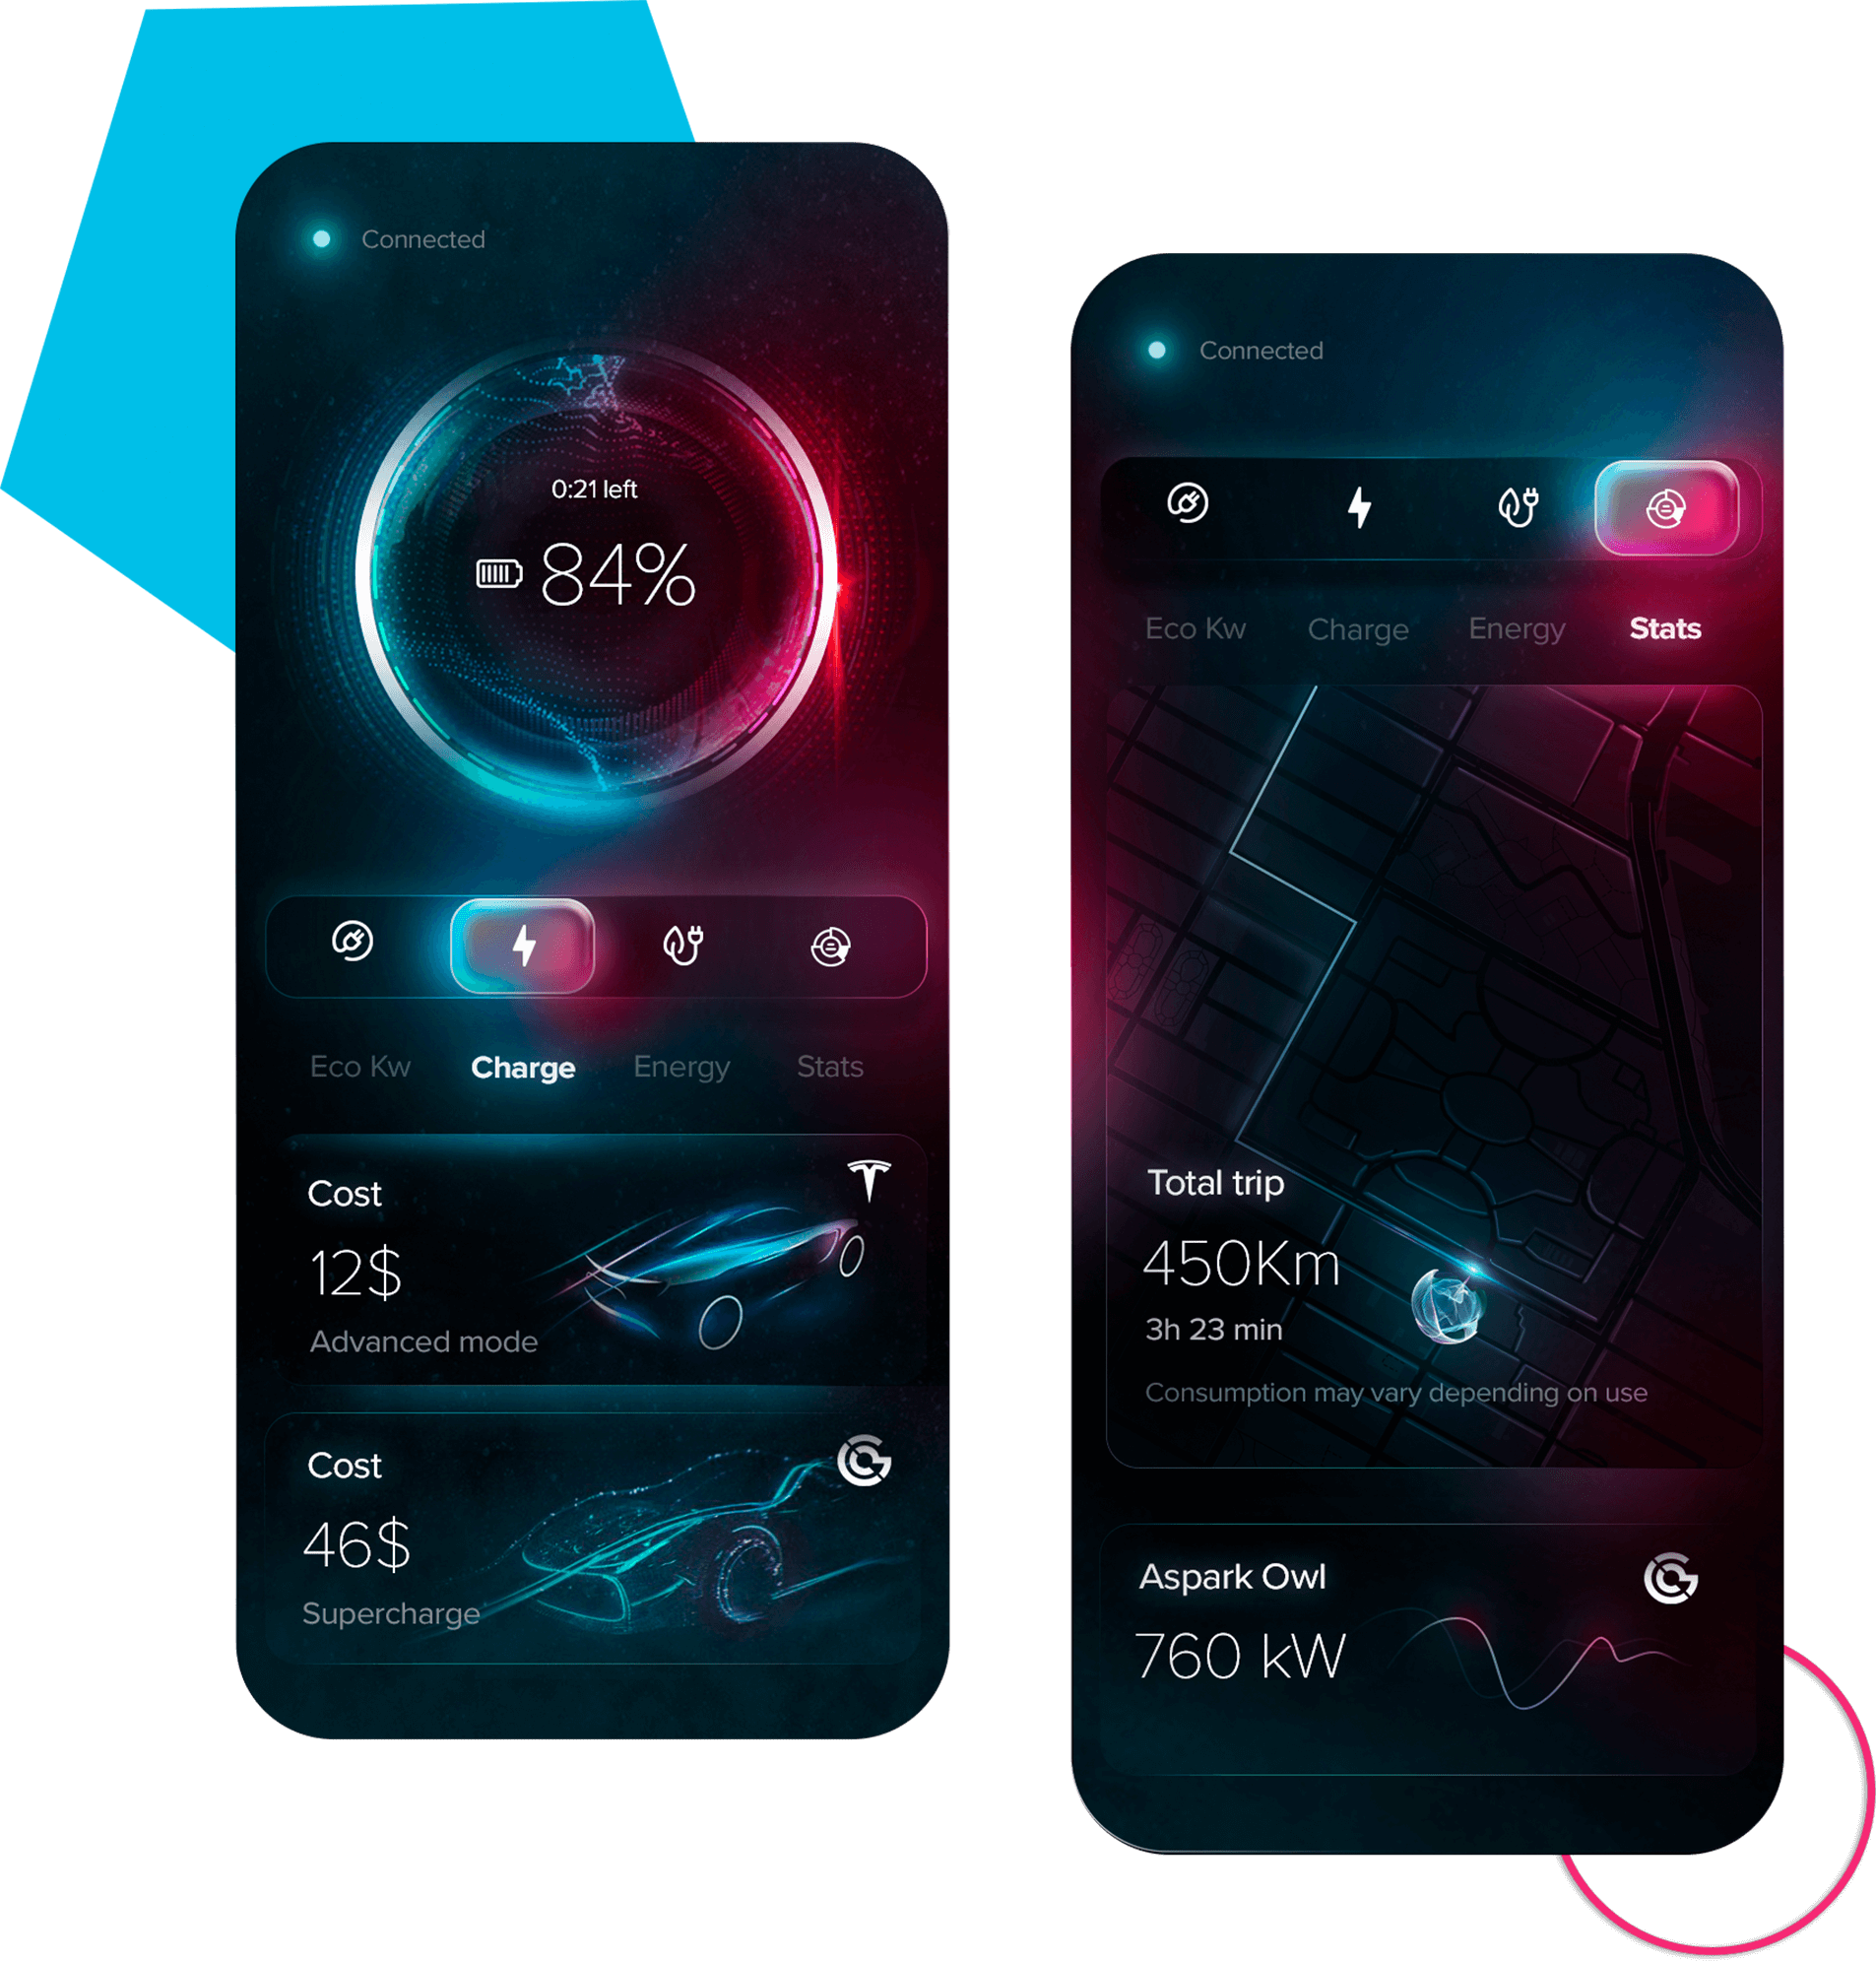 Connected
0:21 left
84%
Eco Kw
Charge
Energy
Stats
Cost
12$
Advanced mode
Cost
46$
Supercharge
Connected
Eco Kw
Charge
Energy
Stats
Total trip
450Km
3h 23 min
Consumption may vary depending on use
Aspark Owl
760 kW